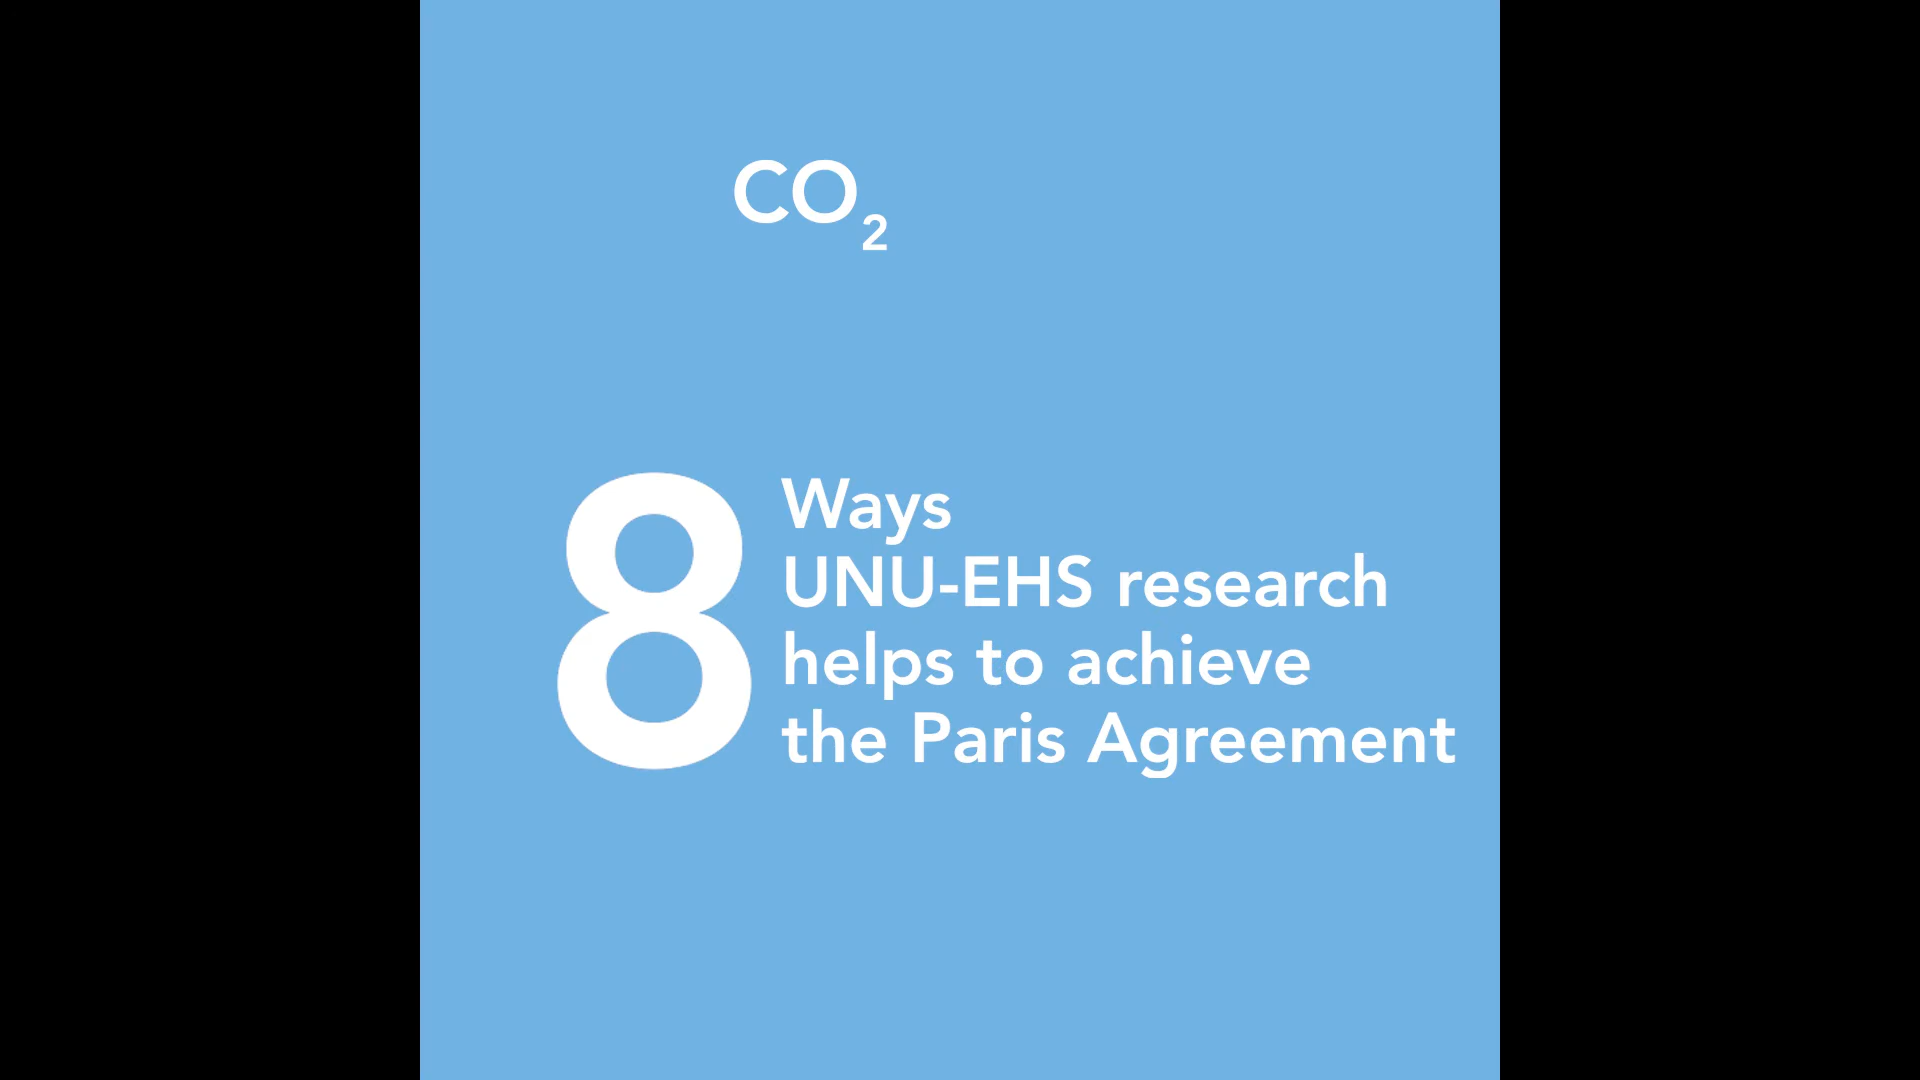 CO₂
8
Ways
UNU-EHS research
helps to achieve
the Paris Agreement